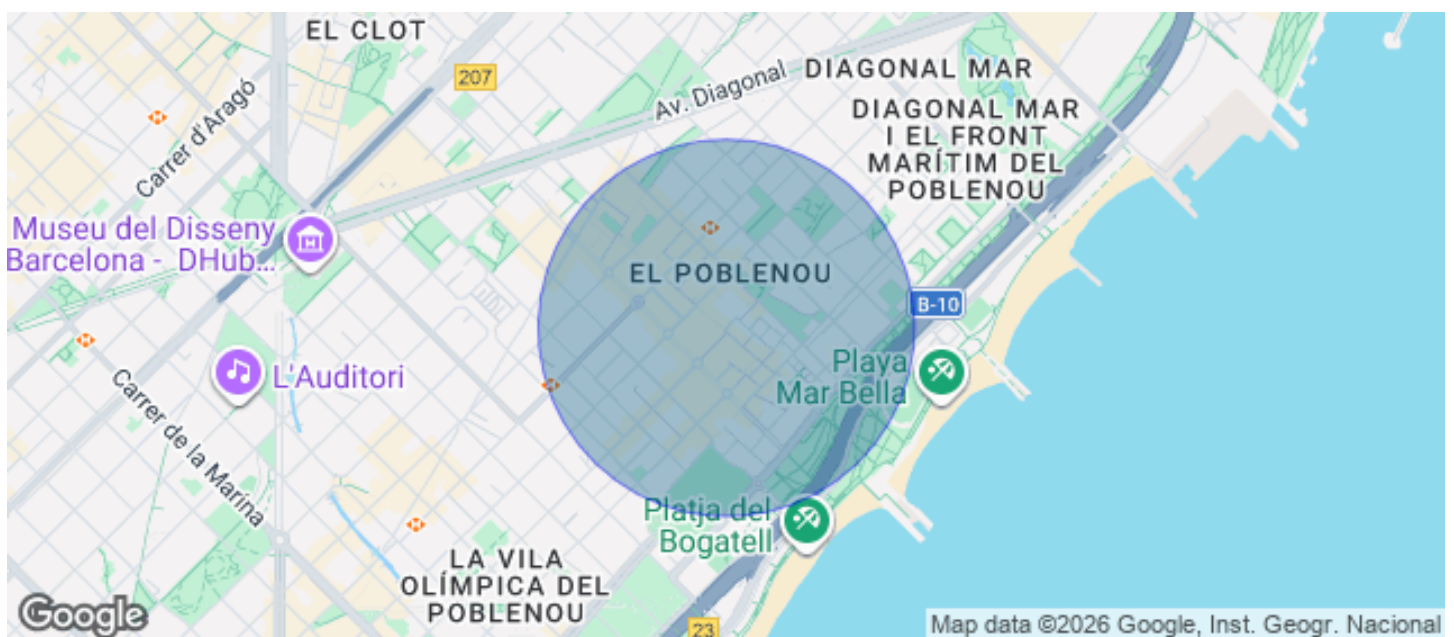 EL CLOT
207
Av. Diagonal
DIAGONAL MAR
DIAGONAL MAR
I EL FRONT
MARÍTIM DEL
POBLENOU
Carrer d'Aragó
Museu del Disseny
Barcelona - DHub...
EL POBLENOU
B-10
Playa
Mar Bella
L'Auditori
Carrer de la Marina
Platja del
Bogatell
LA VILA
OLÍMPICA DEL
POBLENOU
23
Google
Map data ©2026 Google, Inst. Geogr. Nacional